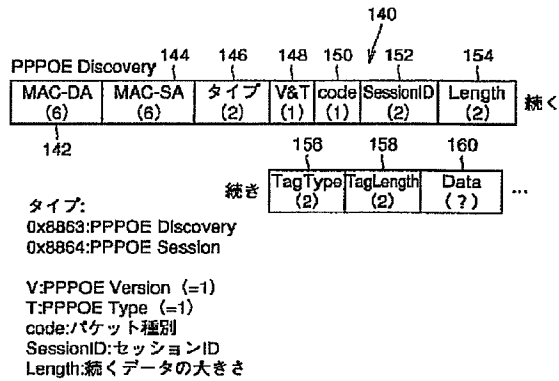 140
144 146 148 150 152 154
PPPOE Discovery
MAC-DA MAC-SA タイプ V&T code SessionID Length 続く
(6) (6) (2) (1) (1) (2) (2)
142
156 158 160
続き TagType TagLength Data …
(2) (2) (?)
タイプ:
0x8863:PPPOE Discovery
0x8864:PPPOE Session
V:PPPOE Version (=1)
T:PPPOE Type (=1)
code:パケット種別
SessionID:セッションID
Length:続くデータの大きさ